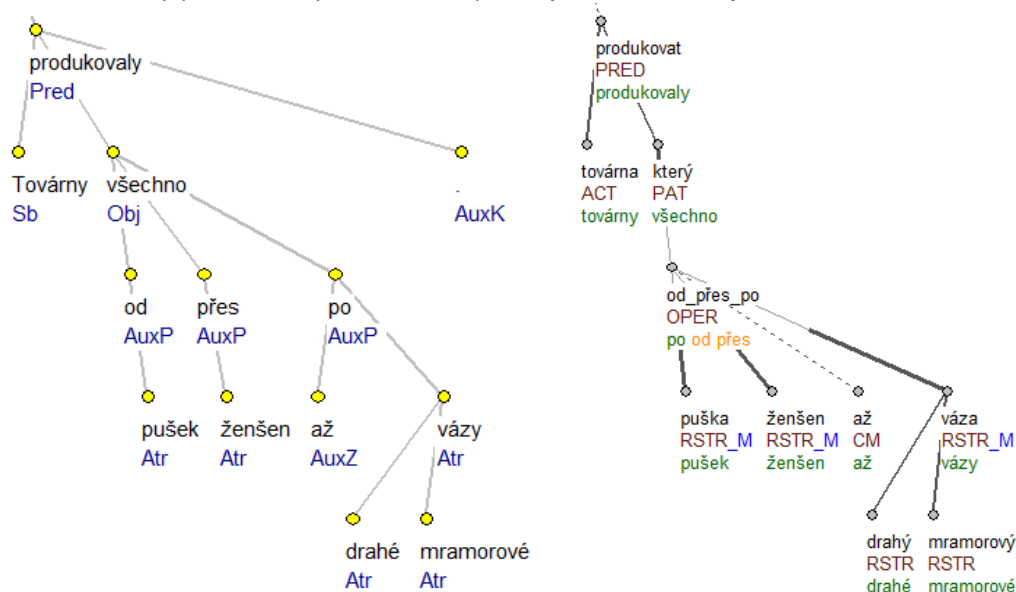 produkovaly
Pred
Továrny všechno .
Sb Obj AuxK
od přes po
AuxP AuxP AuxP
pušek ženšen až vázy
Atr Atr AuxZ Atr
drahé mramorové
Atr Atr
produkovat
PRED
produkovaly
továrna který
ACT PAT
továrny všechno
od_přes_po
OPER
po od přes
puška ženšen až váza
RSTR_M RSTR_M CM RSTR_M
pušek ženšen až vázy
drahý mramorový
RSTR RSTR
drahé mramorové